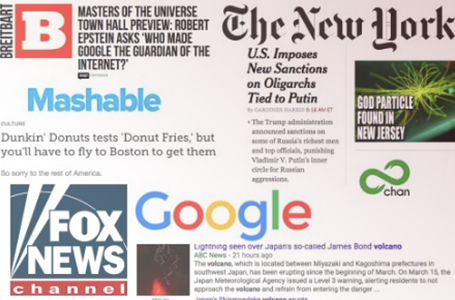 BREITBART
B
MASTERS OF THE UNIVERSE
TOWN HALL PREVIEW: ROBERT
EPSTEIN ASKS 'WHO MADE
GOOGLE THE GUARDIAN OF THE
INTERNET?'
The New York
U.S. Imposes
New Sanctions
on Oligarchs
Tied to Putin
By GARDINER HARRIS 9:56 AM ET
• The Trump administration
announced sanctions on
some of Russia's richest
men and top officials, punishing
Vladimir V. Putin's inner
circle for Russian
aggressions.
GOD PARTICLE
FOUND IN
NEW JERSEY
chan
Mashable
CULTURE
Dunkin' Donuts tests 'Donut Fries,' but
you'll have to fly to Boston to get them
So sorry to the rest of America.
FOX
NEWS
channel
Google
Lightning seen over Japan's so-called James Bond volcano
ABC News - 21 hours ago
The volcano, which is located between Miyazaki and Kagoshima prefectures in
southwest Japan, has been erupting since the beginning of March. On March 15, the
Japan Meteorological Agency issued a Level 3 warning, alerting residents to not
approach the volcano and refrain from entering the danger ...